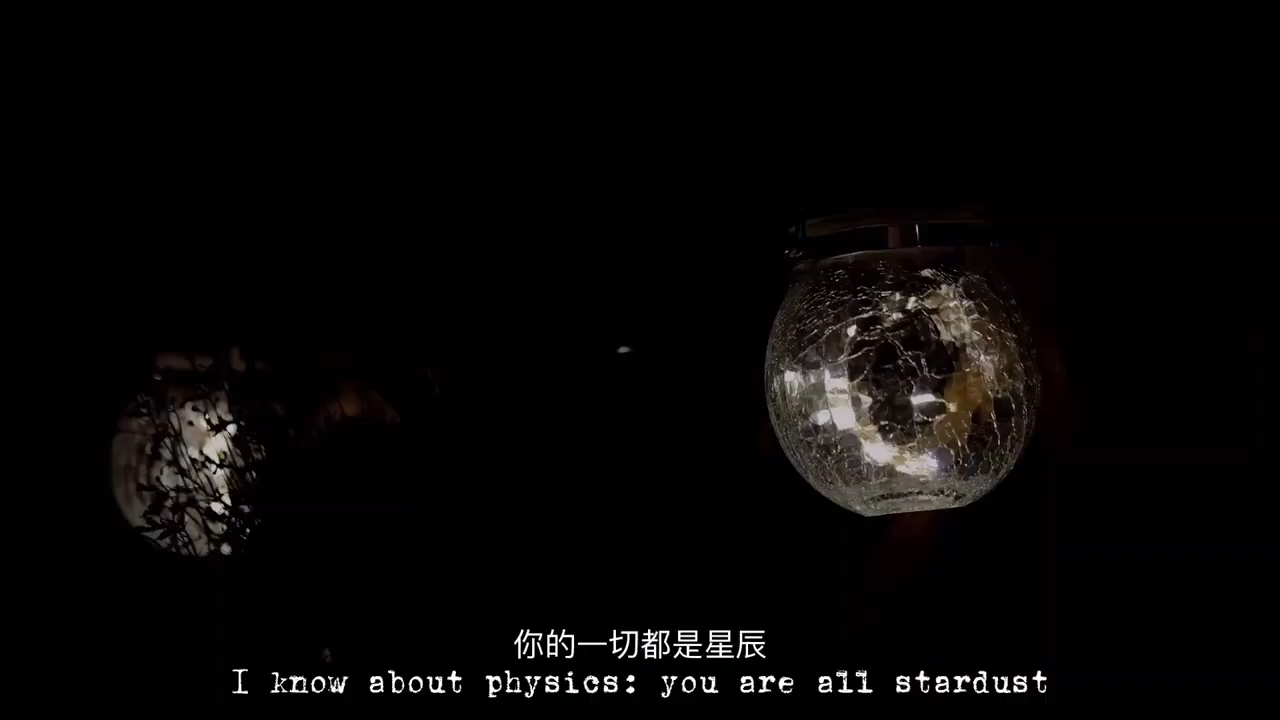 你的一切都是星辰
I know about physics: you are all stardust